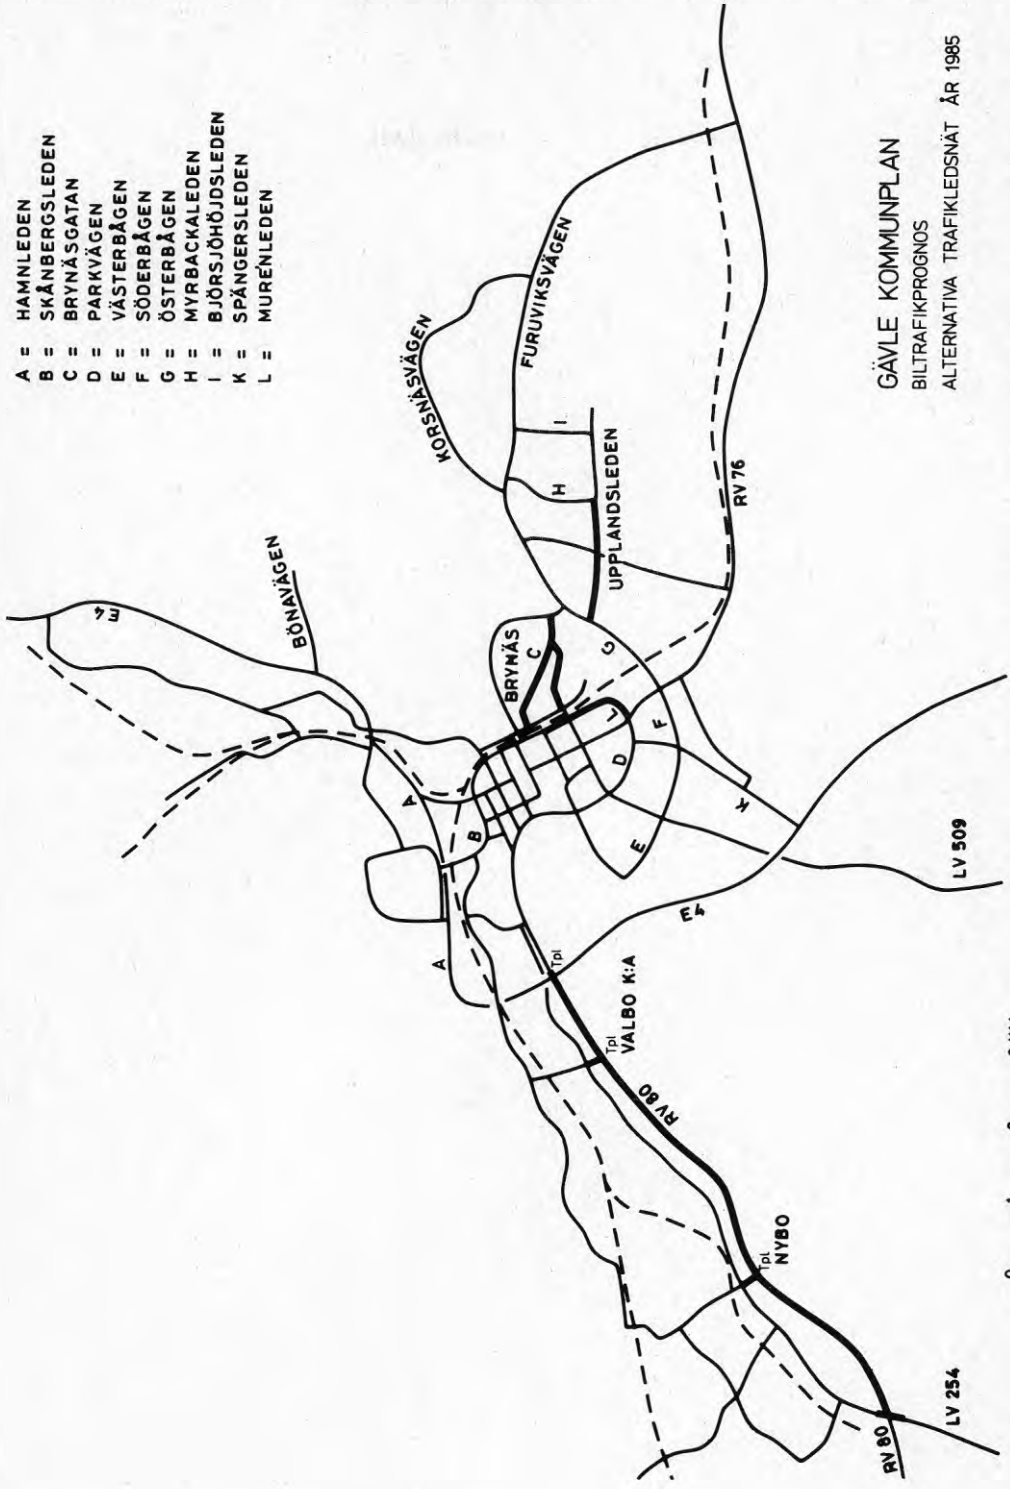 A = HAMNLEDEN
B = SKÅNBERGSLEDEN
C = BRYNÄSGATAN
D = PARKVÄGEN
E = VÄSTERBÅGEN
F = SÖDERBÅGEN
G = ÖSTERBÅGEN
H = MYRBACKALEDEN
I = BJÖRSJÖHÖJDSLEDEN
K = SPÄNGERSLEDEN
L = MURENLEDEN
E4
BÖNAVÄGEN
KORSNÄSVÄGEN
FURUVIKSVÄGEN
A
A
B
BRYNÄS
C
H
I
UPPLANDSLEDEN
G
L
D
F
E
K
RV 76
E4
Tpl
Tpl
VALBO K:A
RV 80
Tpl
NYBO
RV 80
LV 254
LV 509
GÄVLE KOMMUNPLAN
BILTRAFIKPROGNOS
ALTERNATIVA TRAFIKLEDSNÄT ÅR 1985